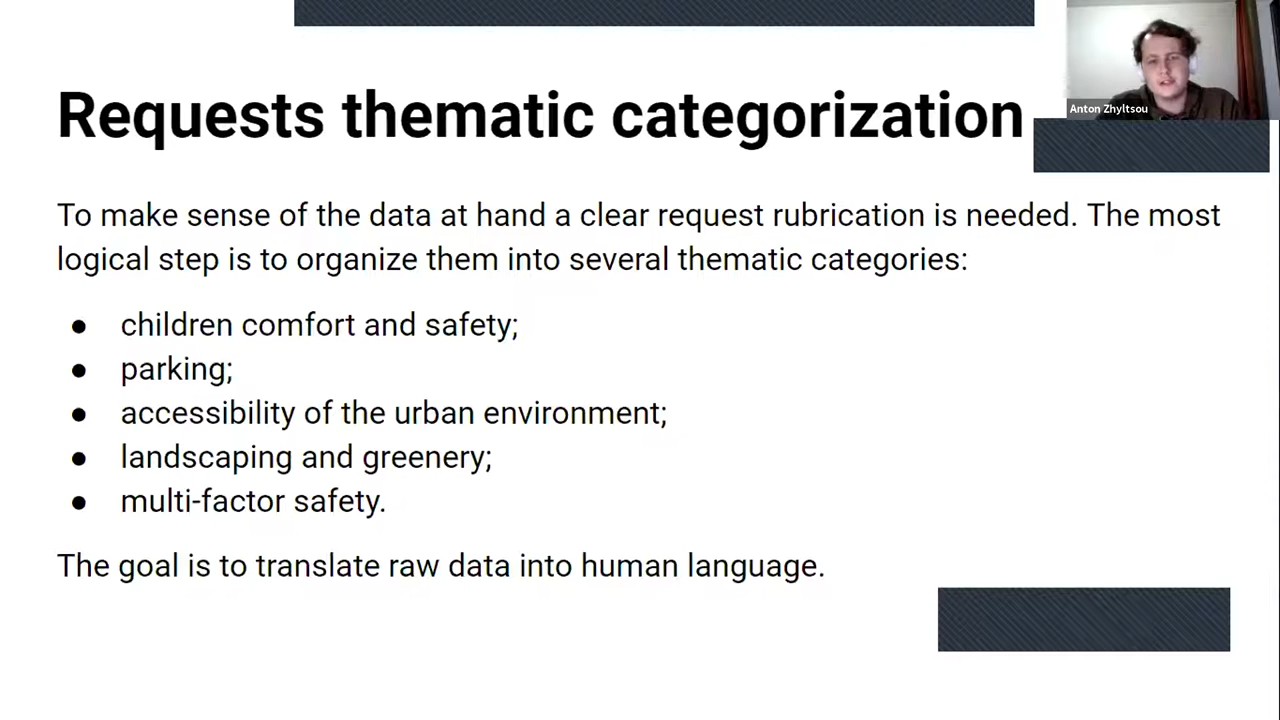 Requests thematic categorization
Anton Zhyltsou
To make sense of the data at hand a clear request rubrication is needed. The most
logical step is to organize them into several thematic categories:
● children comfort and safety;
● parking;
● accessibility of the urban environment;
● landscaping and greenery;
● multi-factor safety.
The goal is to translate raw data into human language.